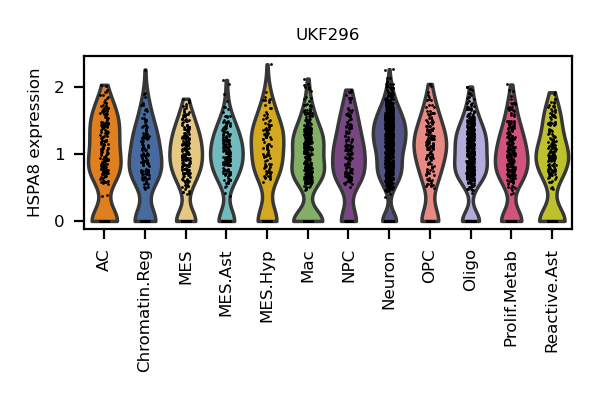 UKF296
HSPA8 expression
2
1
0
AC
Chromatin.Reg
MES
MES.Ast
MES.Hyp
Mac
NPC
Neuron
OPC
Oligo
Prolif.Metab
Reactive.Ast